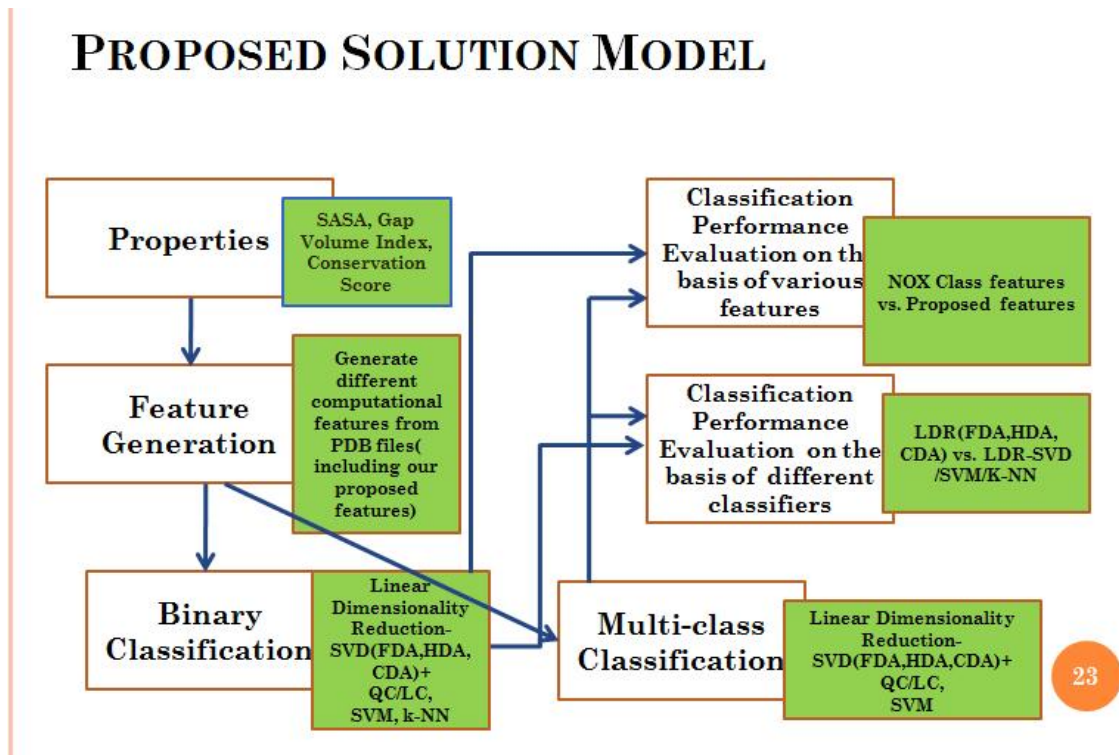 PROPOSED SOLUTION MODEL
Properties
SASA, Gap
Volume Index,
Conservation
Score
Feature
Generation
Generate
different
computational
features from
PDB files(
including our
proposed
features)
Binary
Classification
Linear
Dimensionality
Reduction-
SVD(FDA,HDA,
CDA)+
QC/LC,
SVM, k-NN
Classification
Performance
Evaluation on th
basis of various
features
NOX Class features
vs. Proposed features
Classification
Performance
Evaluation on the
basis of different
classifiers
LDR(FDA,HDA,
CDA) vs. LDR-SVD
/SVM/K-NN
Multi-class
Classification
Linear Dimensionality
Reduction-
SVD(FDA,HDA,CDA)+
QC/LC,
SVM
23